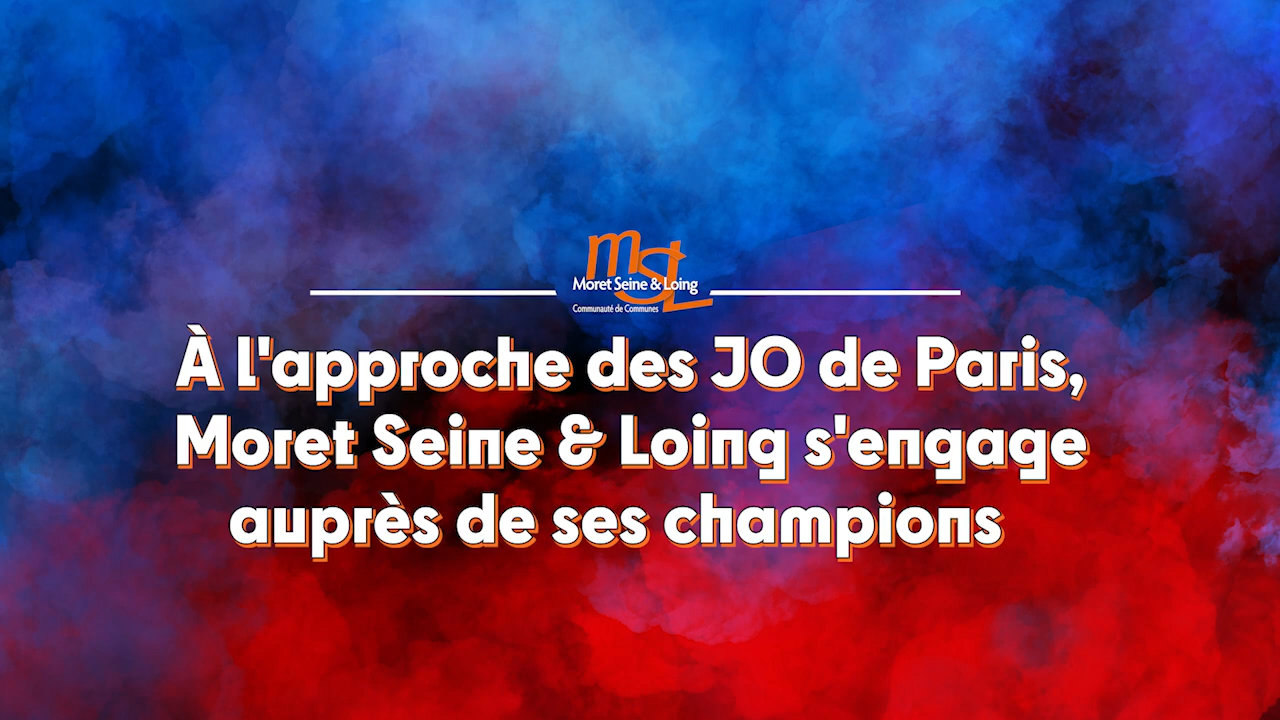 msl
Moret Seine & Loing
Communauté de Communes
À l'approche des JO de Paris,
Moret Seine & Loing s'engage
auprès de ses champions